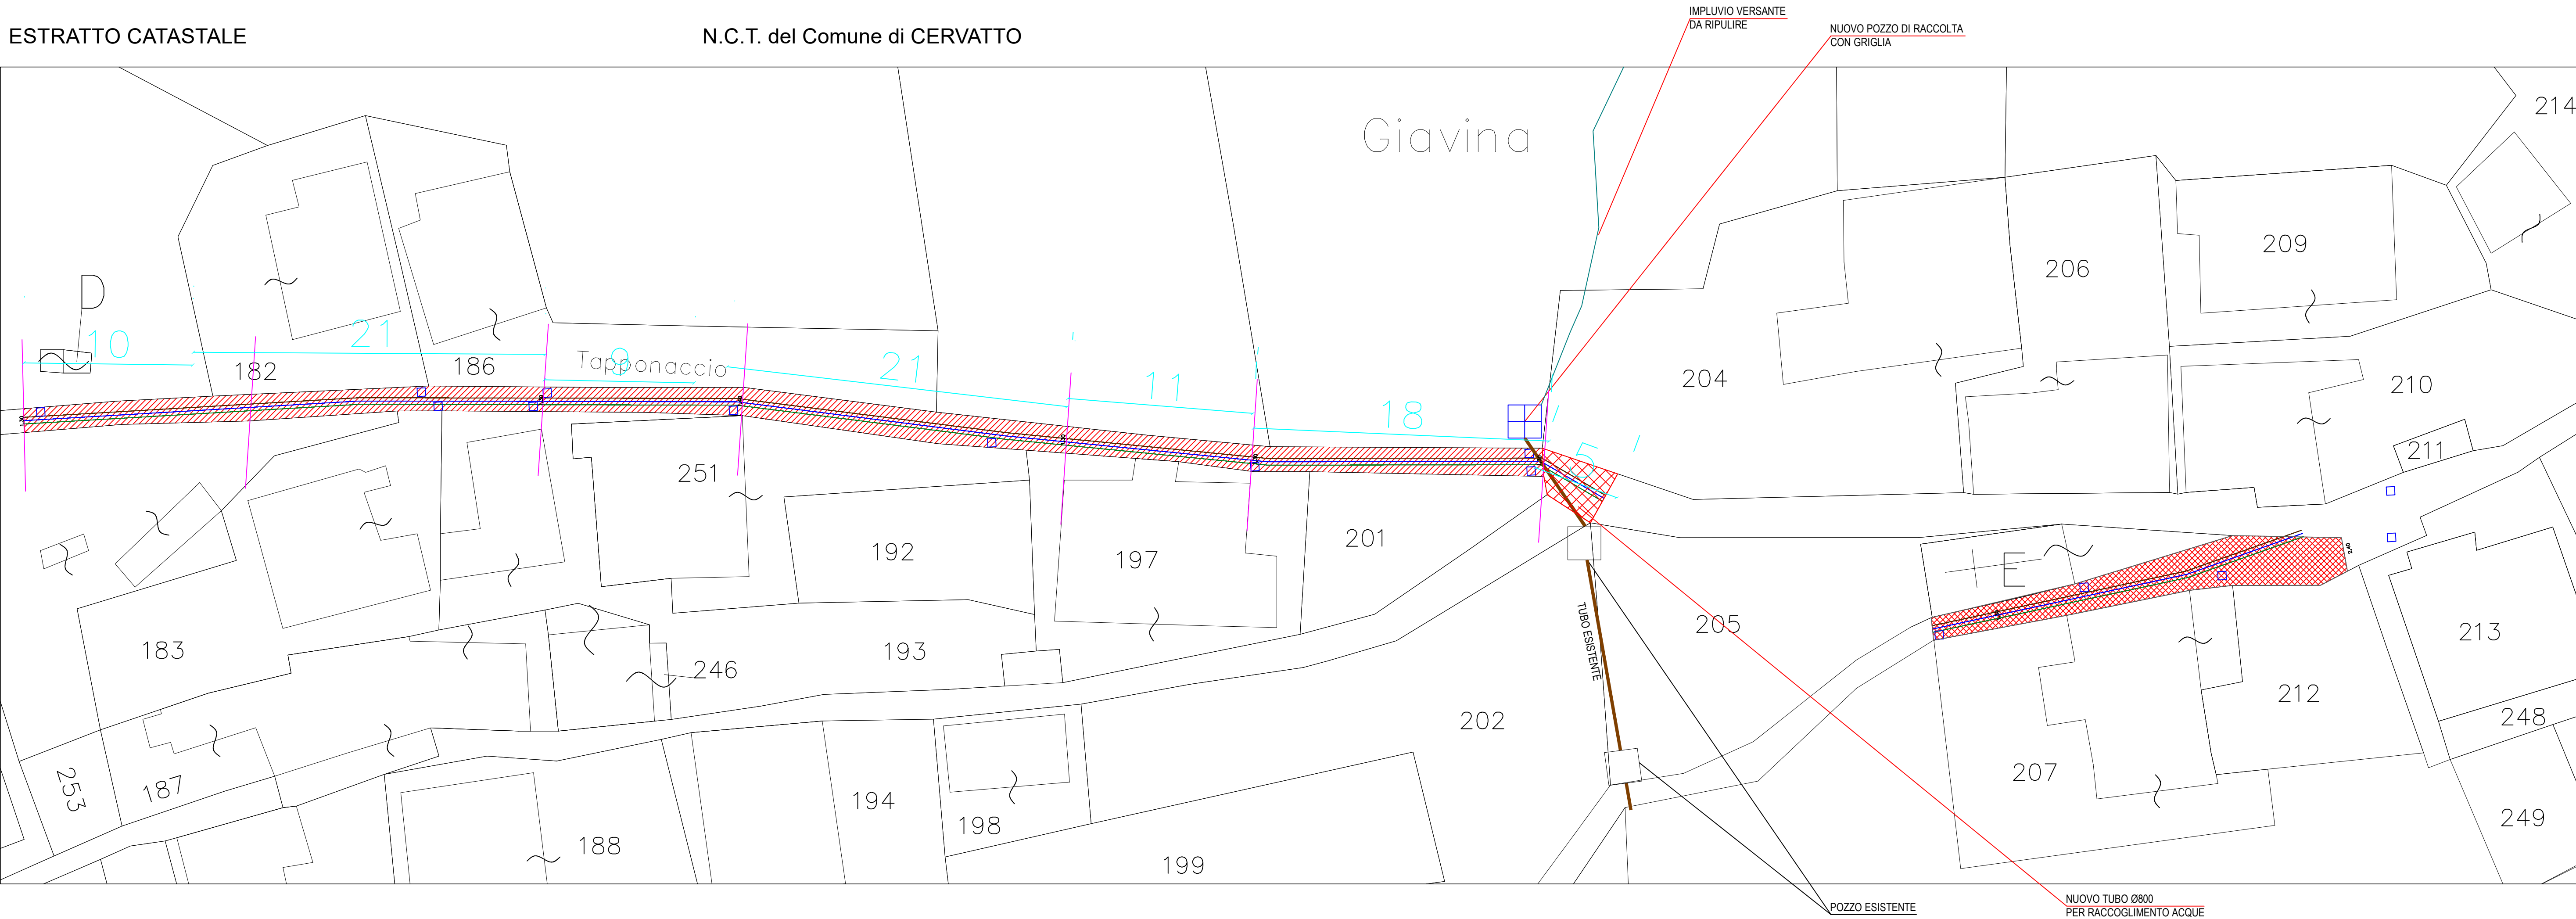 IMPLUVIO VERSANTE
DA RIPULIRE
NUOVO POZZO DI RACCOLTA
CON GRIGLIA
ESTRATTO CATASTALE
N.C.T. del Comune di CERVATTO
214
Giavina
209
206
D
10
21
9
Tapponaccio
182
186
21
11
18
5
204
210
211
251
192
197
201
E
205
TUBO ESISTENTE
183
246
193
213
212
202
248
253
187
207
194
198
188
199
249
POZZO ESISTENTE
NUOVO TUBO Ø800
PER RACCOGLIMENTO ACQUE